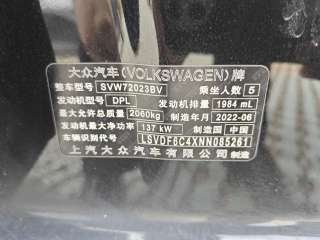 大众汽车(VOLKSWAGEN)牌
整车型号 SVW72023BV 乘坐人数 5
发动机型号 DPL 发动机排量 1984 mL
最大允许总质量 2060kg 制造年月 2022-06
发动机最大净功率 137 kW 制造国 中国
车辆识别代号 LSVDF6C4XNN085261
上汽大众汽车有限公司 制造